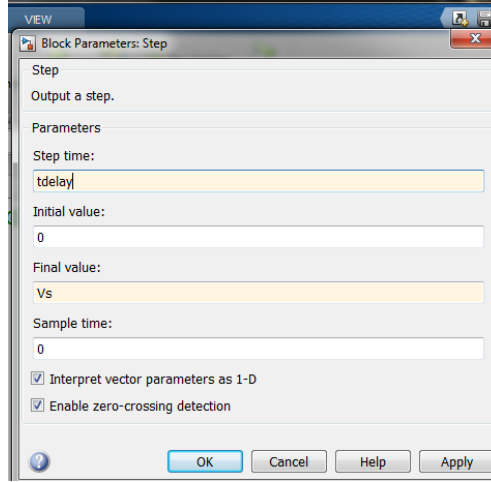 VIEW
Block Parameters: Step
Step
Output a step.
Parameters
Step time:
tdelay
Initial value:
0
Final value:
Vs
Sample time:
0
Interpret vector parameters as 1-D
Enable zero-crossing detection
OK Cancel Help Apply